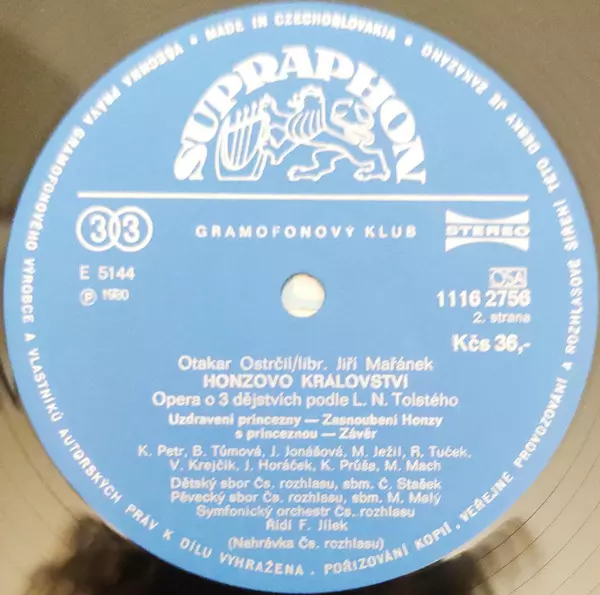 VŠECHNA PRÁVA GRAMOFONOVÉHO VÝROBCE A VLASTNÍKŮ AUTORSKÝCH PRÁV K DÍLU VYHRAŽENA. POŘIZOVÁNÍ KOPIÍ, VEŘEJNÉ PROVOZOVÁNÍ A ROZHLASOVÉ ŠÍŘENÍ TÉTO DESKY JE ZAKÁZÁNO • MADE IN CZECHOSLOVAKIA •
SUPRAPHON
33 GRAMOFONOVÝ KLUB STEREO
E 5144 OSA
Ⓟ 1980 1116 2756
2. strana
Kčs 36,-
Otakar Ostrčil/libr. Jiří Mařánek
HONZOVO KRÁLOVSTVÍ
Opera o 3 dějstvích podle L. N. Tolstého
Uzdravení princezny — Zasnoubení Honzy
s princeznou — Závěr
K. Petr, B. Tůmová, J. Jonášová, M. Ježil, R. Tuček,
V. Krejčík, J. Horáček, K. Průša, M. Mach
Dětský sbor Čs. rozhlasu, sbm. Č. Stašek
Pěvecký sbor Čs. rozhlasu, sbm. M. Malý
Symfonický orchestr Čs. rozhlasu
Řídí F. Jílek
(Nahrávka Čs. rozhlasu)